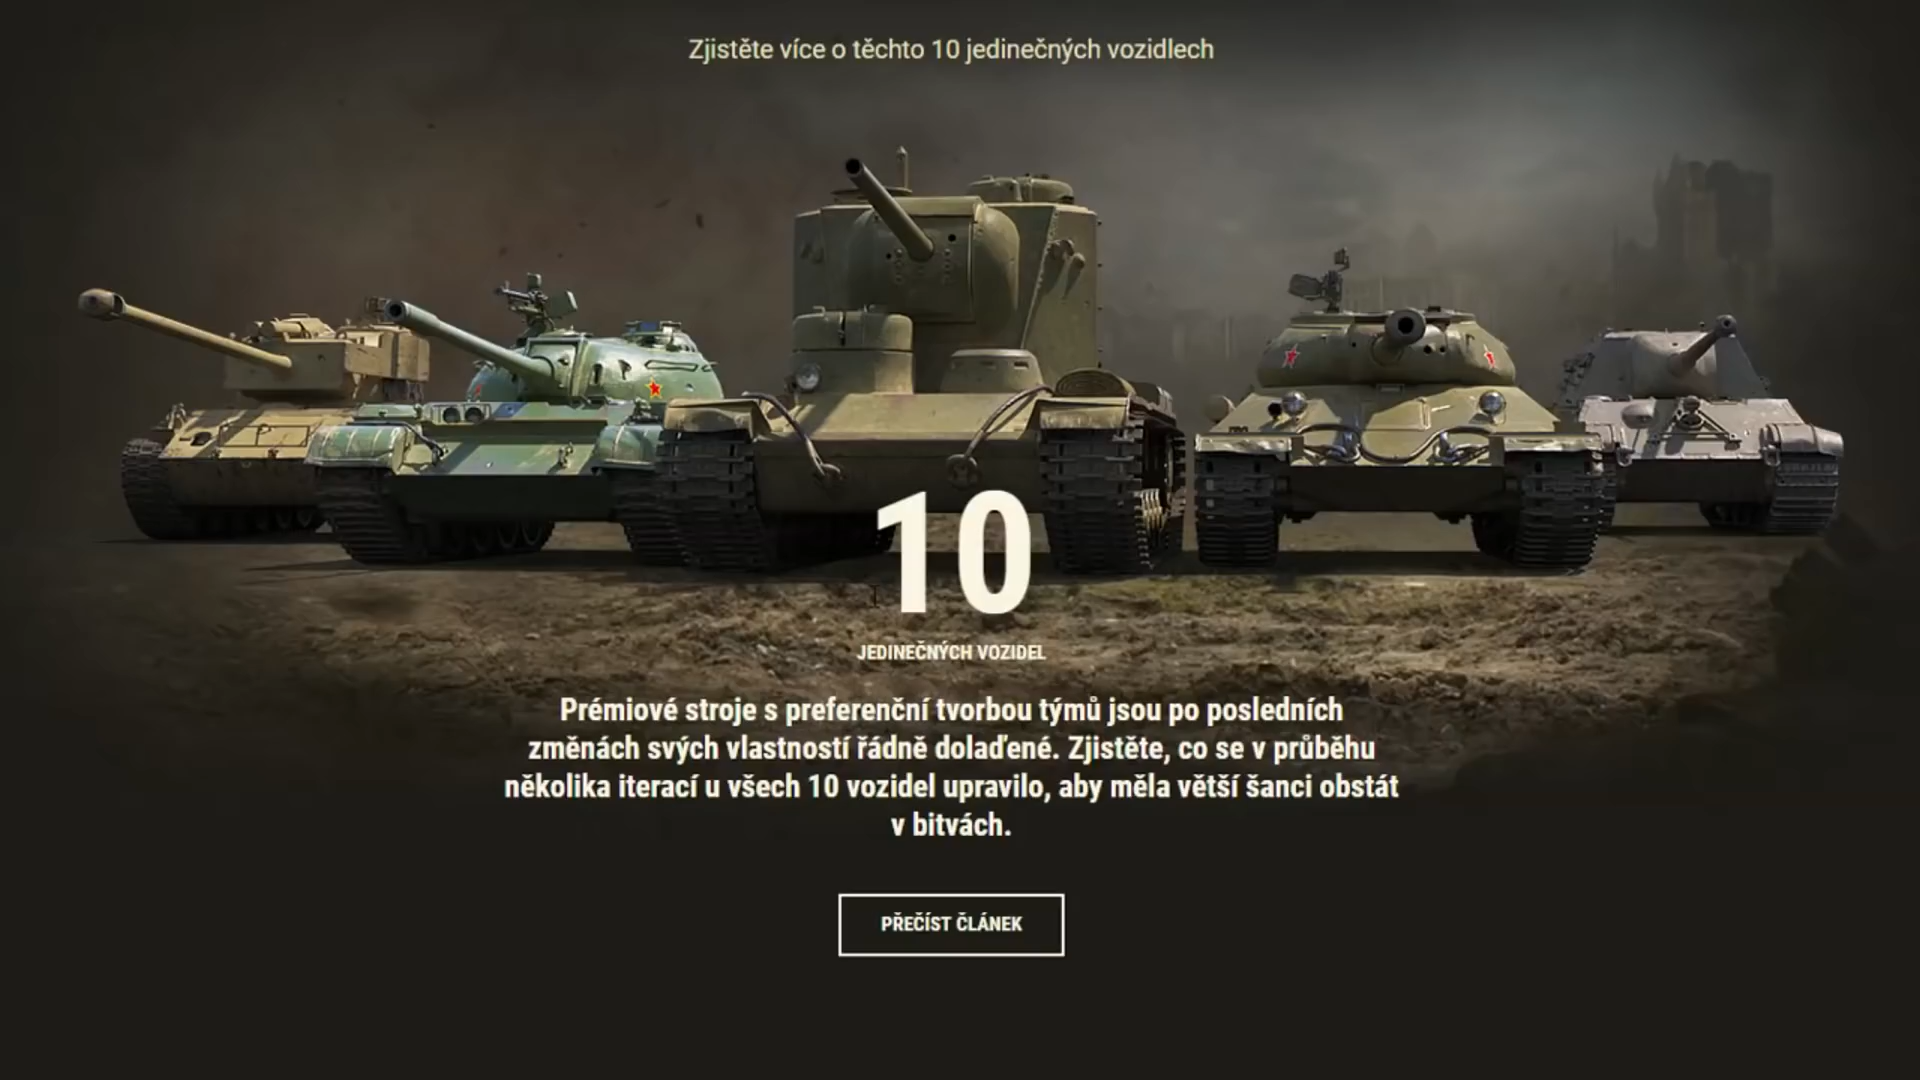 Zjistěte více o těchto 10 jedinečných vozidlech
10
JEDINEČNÝCH VOZIDEL
Prémiové stroje s preferenční tvorbou týmů jsou po posledních
změnách svých vlastností řádně dolaďené. Zjistěte, co se v průběhu
několika iterací u všech 10 vozidel upravilo, aby měla větší šanci obstát
v bitvách.
PŘEČÍST ČLÁNEK